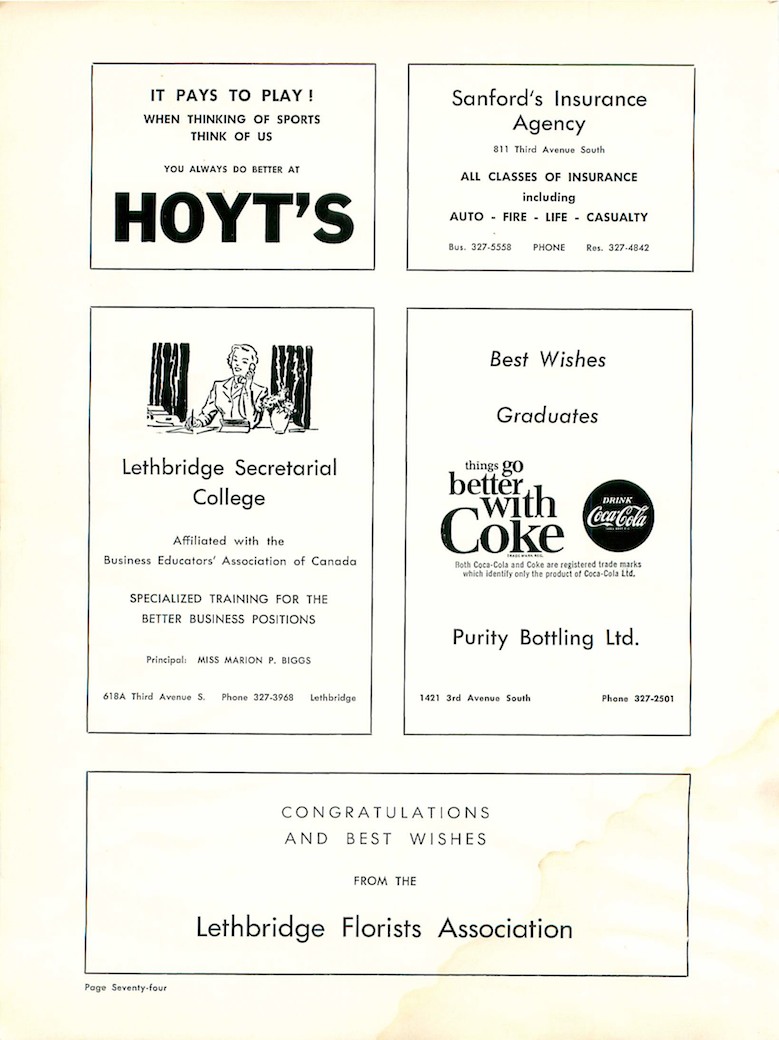 IT PAYS TO PLAY!
WHEN THINKING OF SPORTS
THINK OF US
YOU ALWAYS DO BETTER AT
HOYT'S
Sanford's Insurance
Agency
811 Third Avenue South
ALL CLASSES OF INSURANCE
including
AUTO - FIRE - LIFE - CASUALTY
Bus. 327-5558 PHONE Res. 327-4842
Lethbridge Secretarial
College
Affiliated with the
Business Educators' Association of Canada
SPECIALIZED TRAINING FOR THE
BETTER BUSINESS POSITIONS
Principal: MISS MARION P. BIGGS
618A Third Avenue S. Phone 327-3968 Lethbridge
Best Wishes
Graduates
things go
better
with
Coke
TRADE MARK REG.
DRINK
Coca-Cola
Both Coca-Cola and Coke are registered trade marks
which identify only the product of Coca-Cola Ltd.
Purity Bottling Ltd.
1421 3rd Avenue South Phone 327-2501
CONGRATULATIONS
AND BEST WISHES
FROM THE
Lethbridge Florists Association
Page Seventy-four